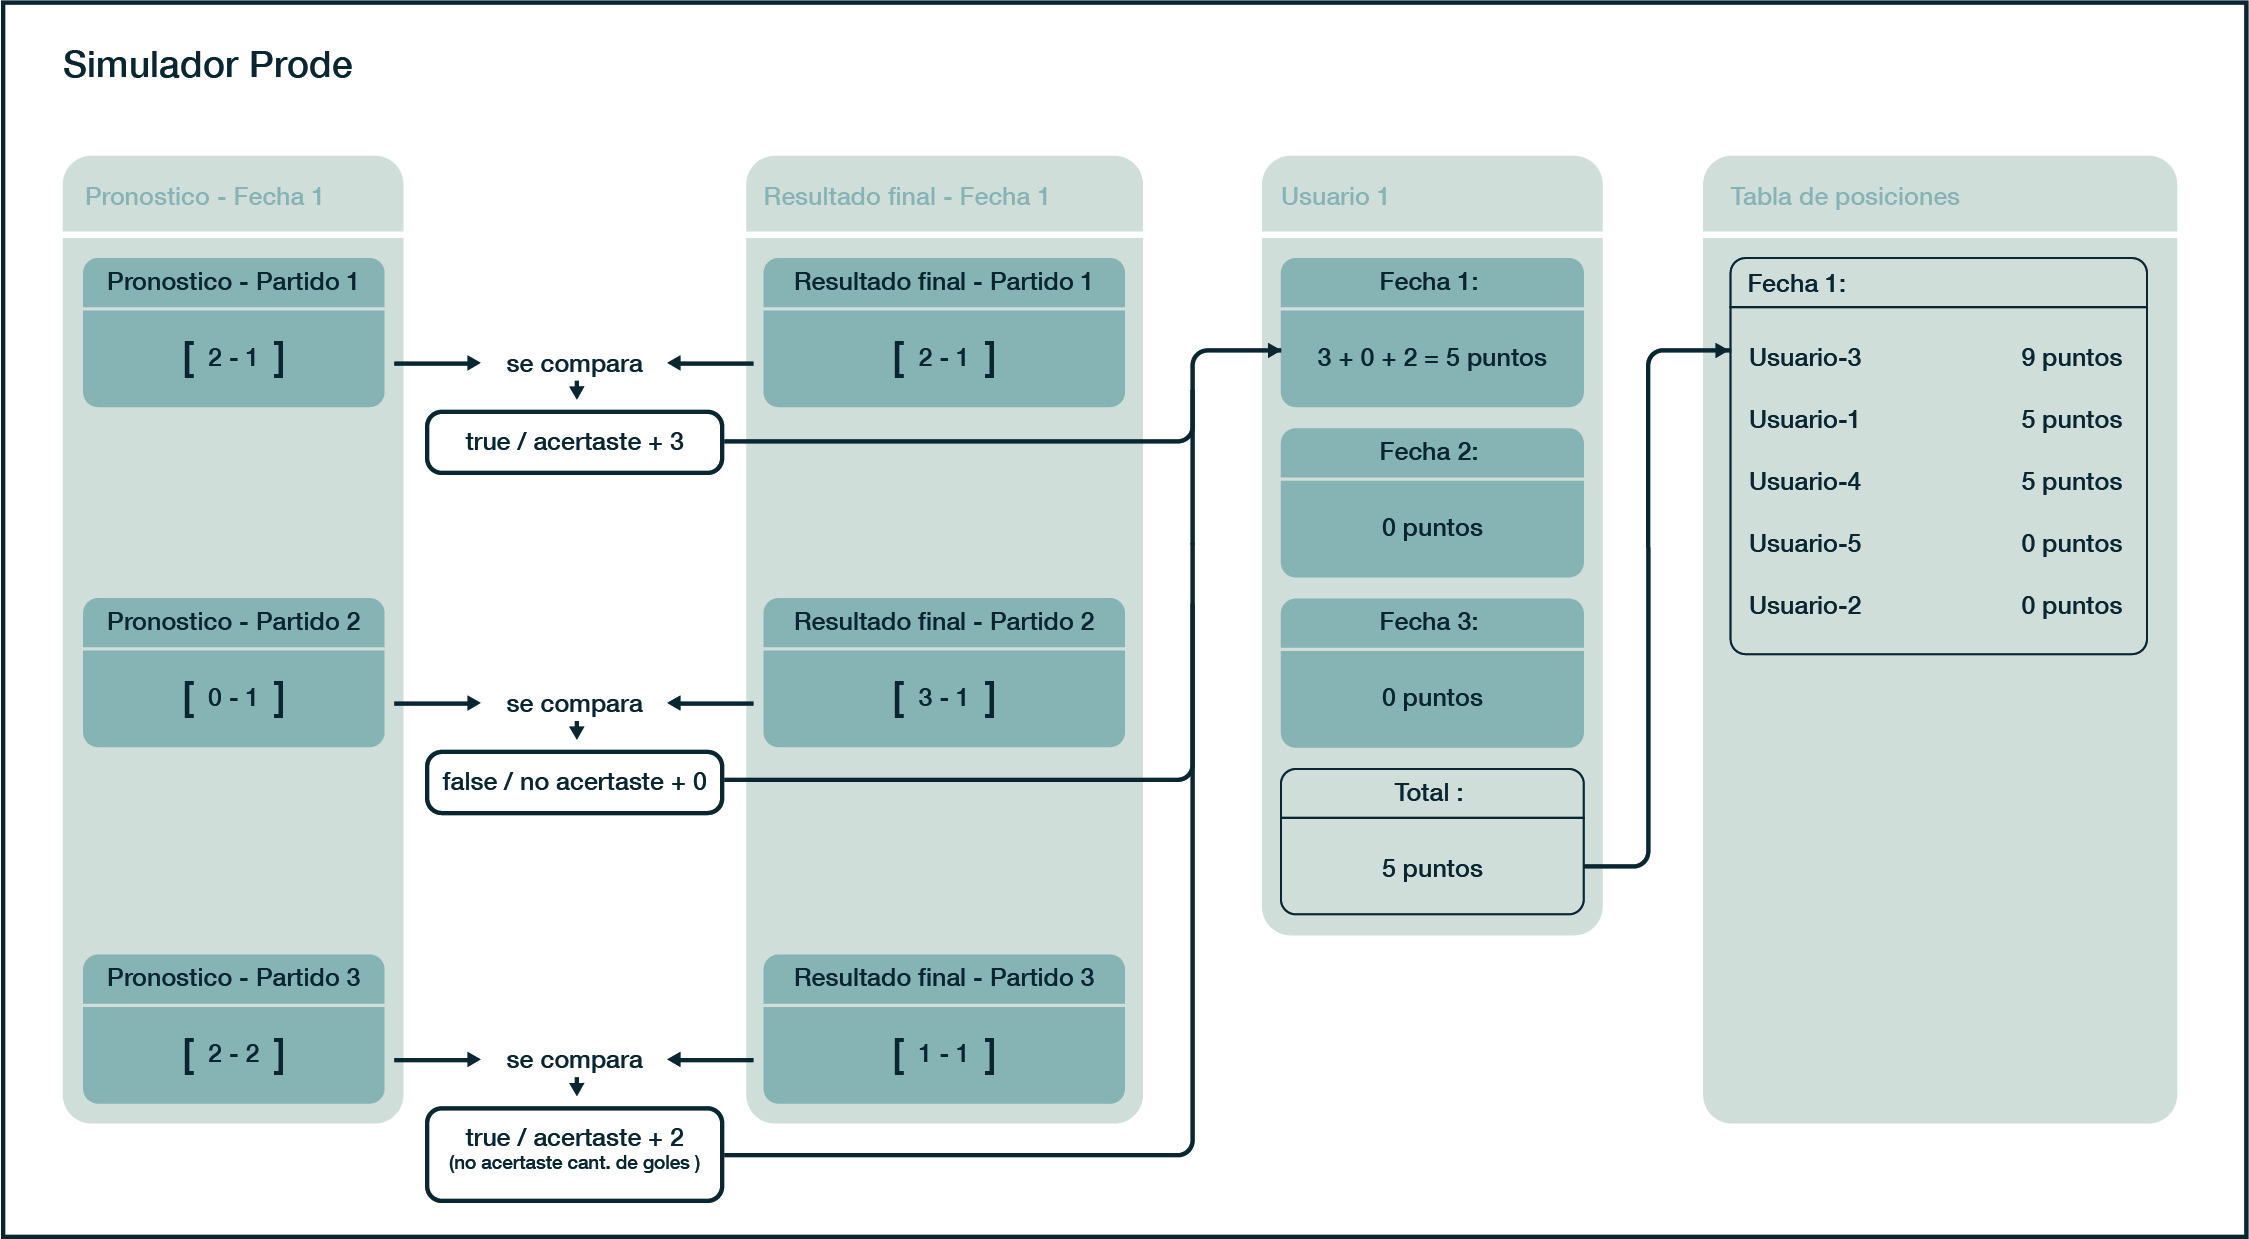 Simulador Prode
Pronostico - Fecha 1
Pronostico - Partido 1
[ 2 - 1 ]
Pronostico - Partido 2
[ 0 - 1 ]
Pronostico - Partido 3
[ 2 - 2 ]
se compara
true / acertaste + 3
se compara
false / no acertaste + 0
se compara
true / acertaste + 2
(no acertaste cant. de goles )
Resultado final - Fecha 1
Resultado final - Partido 1
[ 2 - 1 ]
Resultado final - Partido 2
[ 3 - 1 ]
Resultado final - Partido 3
[ 1 - 1 ]
Usuario 1
Fecha 1:
3 + 0 + 2 = 5 puntos
Fecha 2:
0 puntos
Fecha 3:
0 puntos
Total :
5 puntos
Tabla de posiciones
Fecha 1:
Usuario-3 9 puntos
Usuario-1 5 puntos
Usuario-4 5 puntos
Usuario-5 0 puntos
Usuario-2 0 puntos